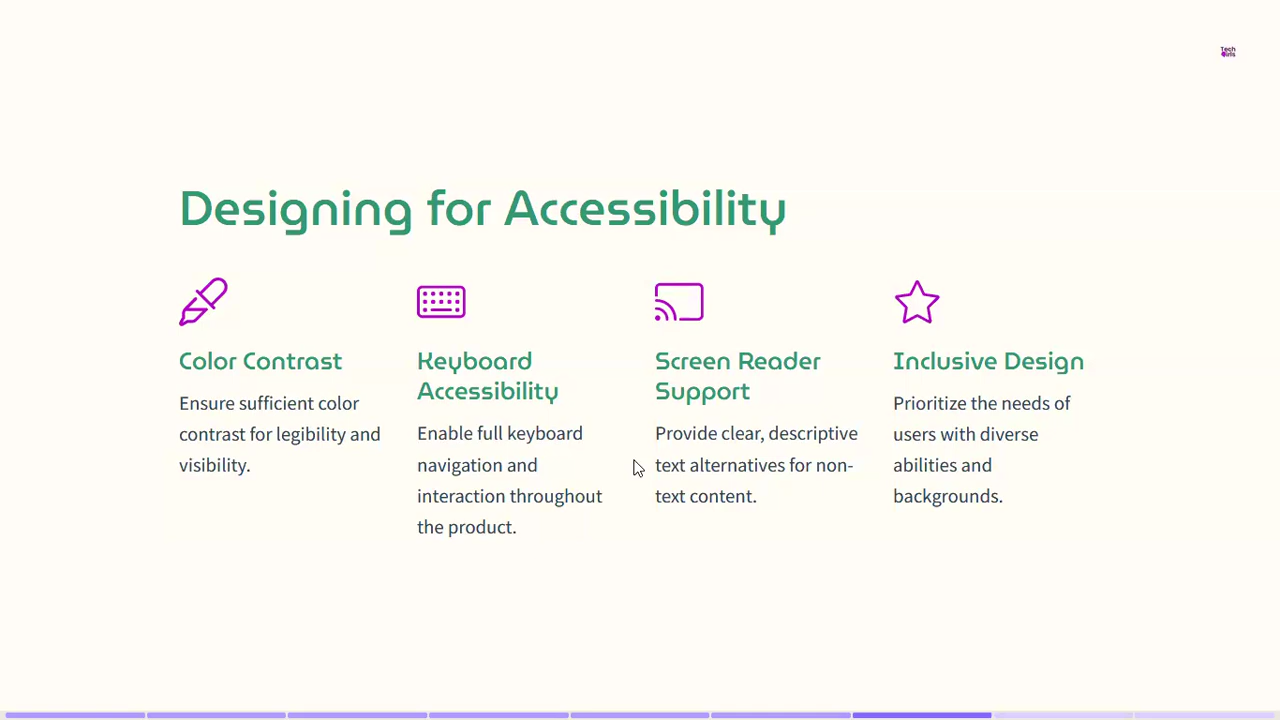 Tech
Girls
Designing for Accessibility
Color Contrast
Ensure sufficient color
contrast for legibility and
visibility.
Keyboard
Accessibility
Enable full keyboard
navigation and
interaction throughout
the product.
Screen Reader
Support
Provide clear, descriptive
text alternatives for non-
text content.
Inclusive Design
Prioritize the needs of
users with diverse
abilities and
backgrounds.